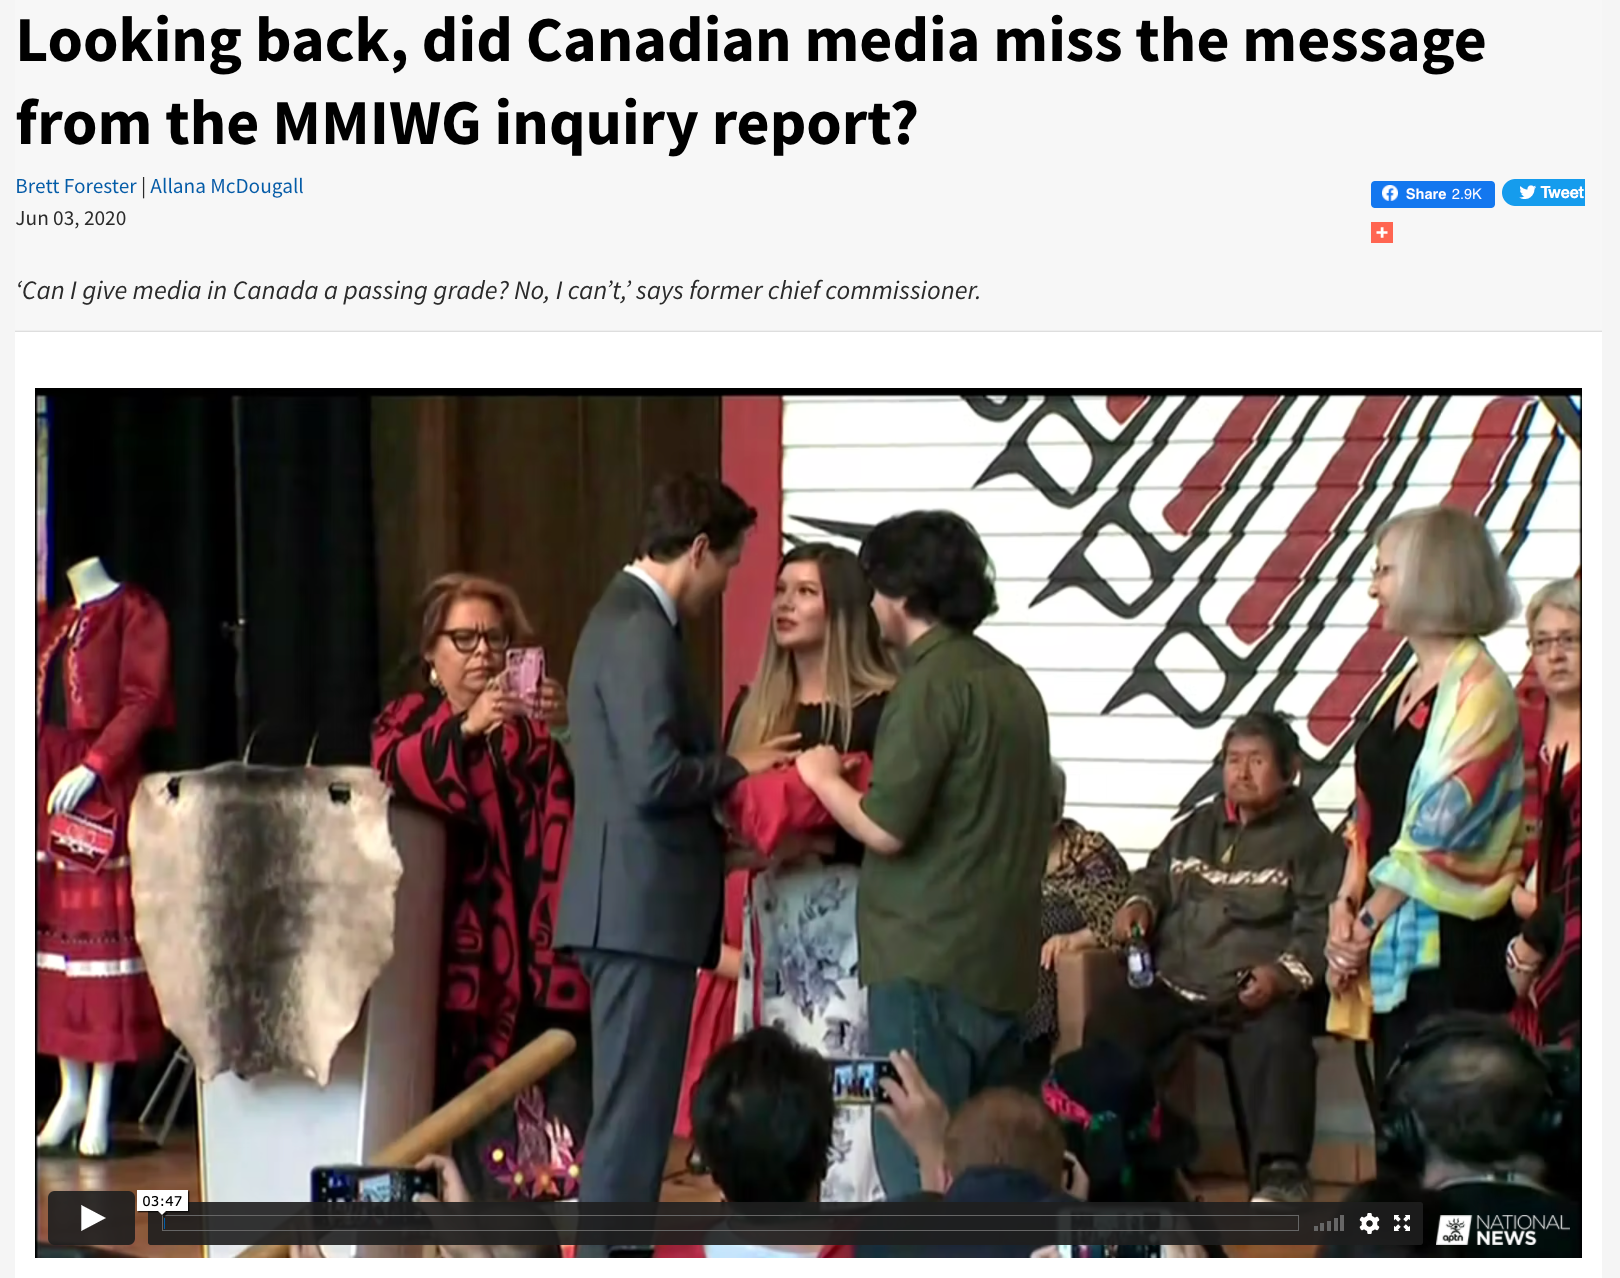 Looking back, did Canadian media miss the message
from the MMIWG inquiry report?
Brett Forester | Allana McDougall
Jun 03, 2020
Share 2.9K
Tweet
‘Can I give media in Canada a passing grade? No, I can’t,’ says former chief commissioner.
03:47
aptn NATIONAL
NEWS